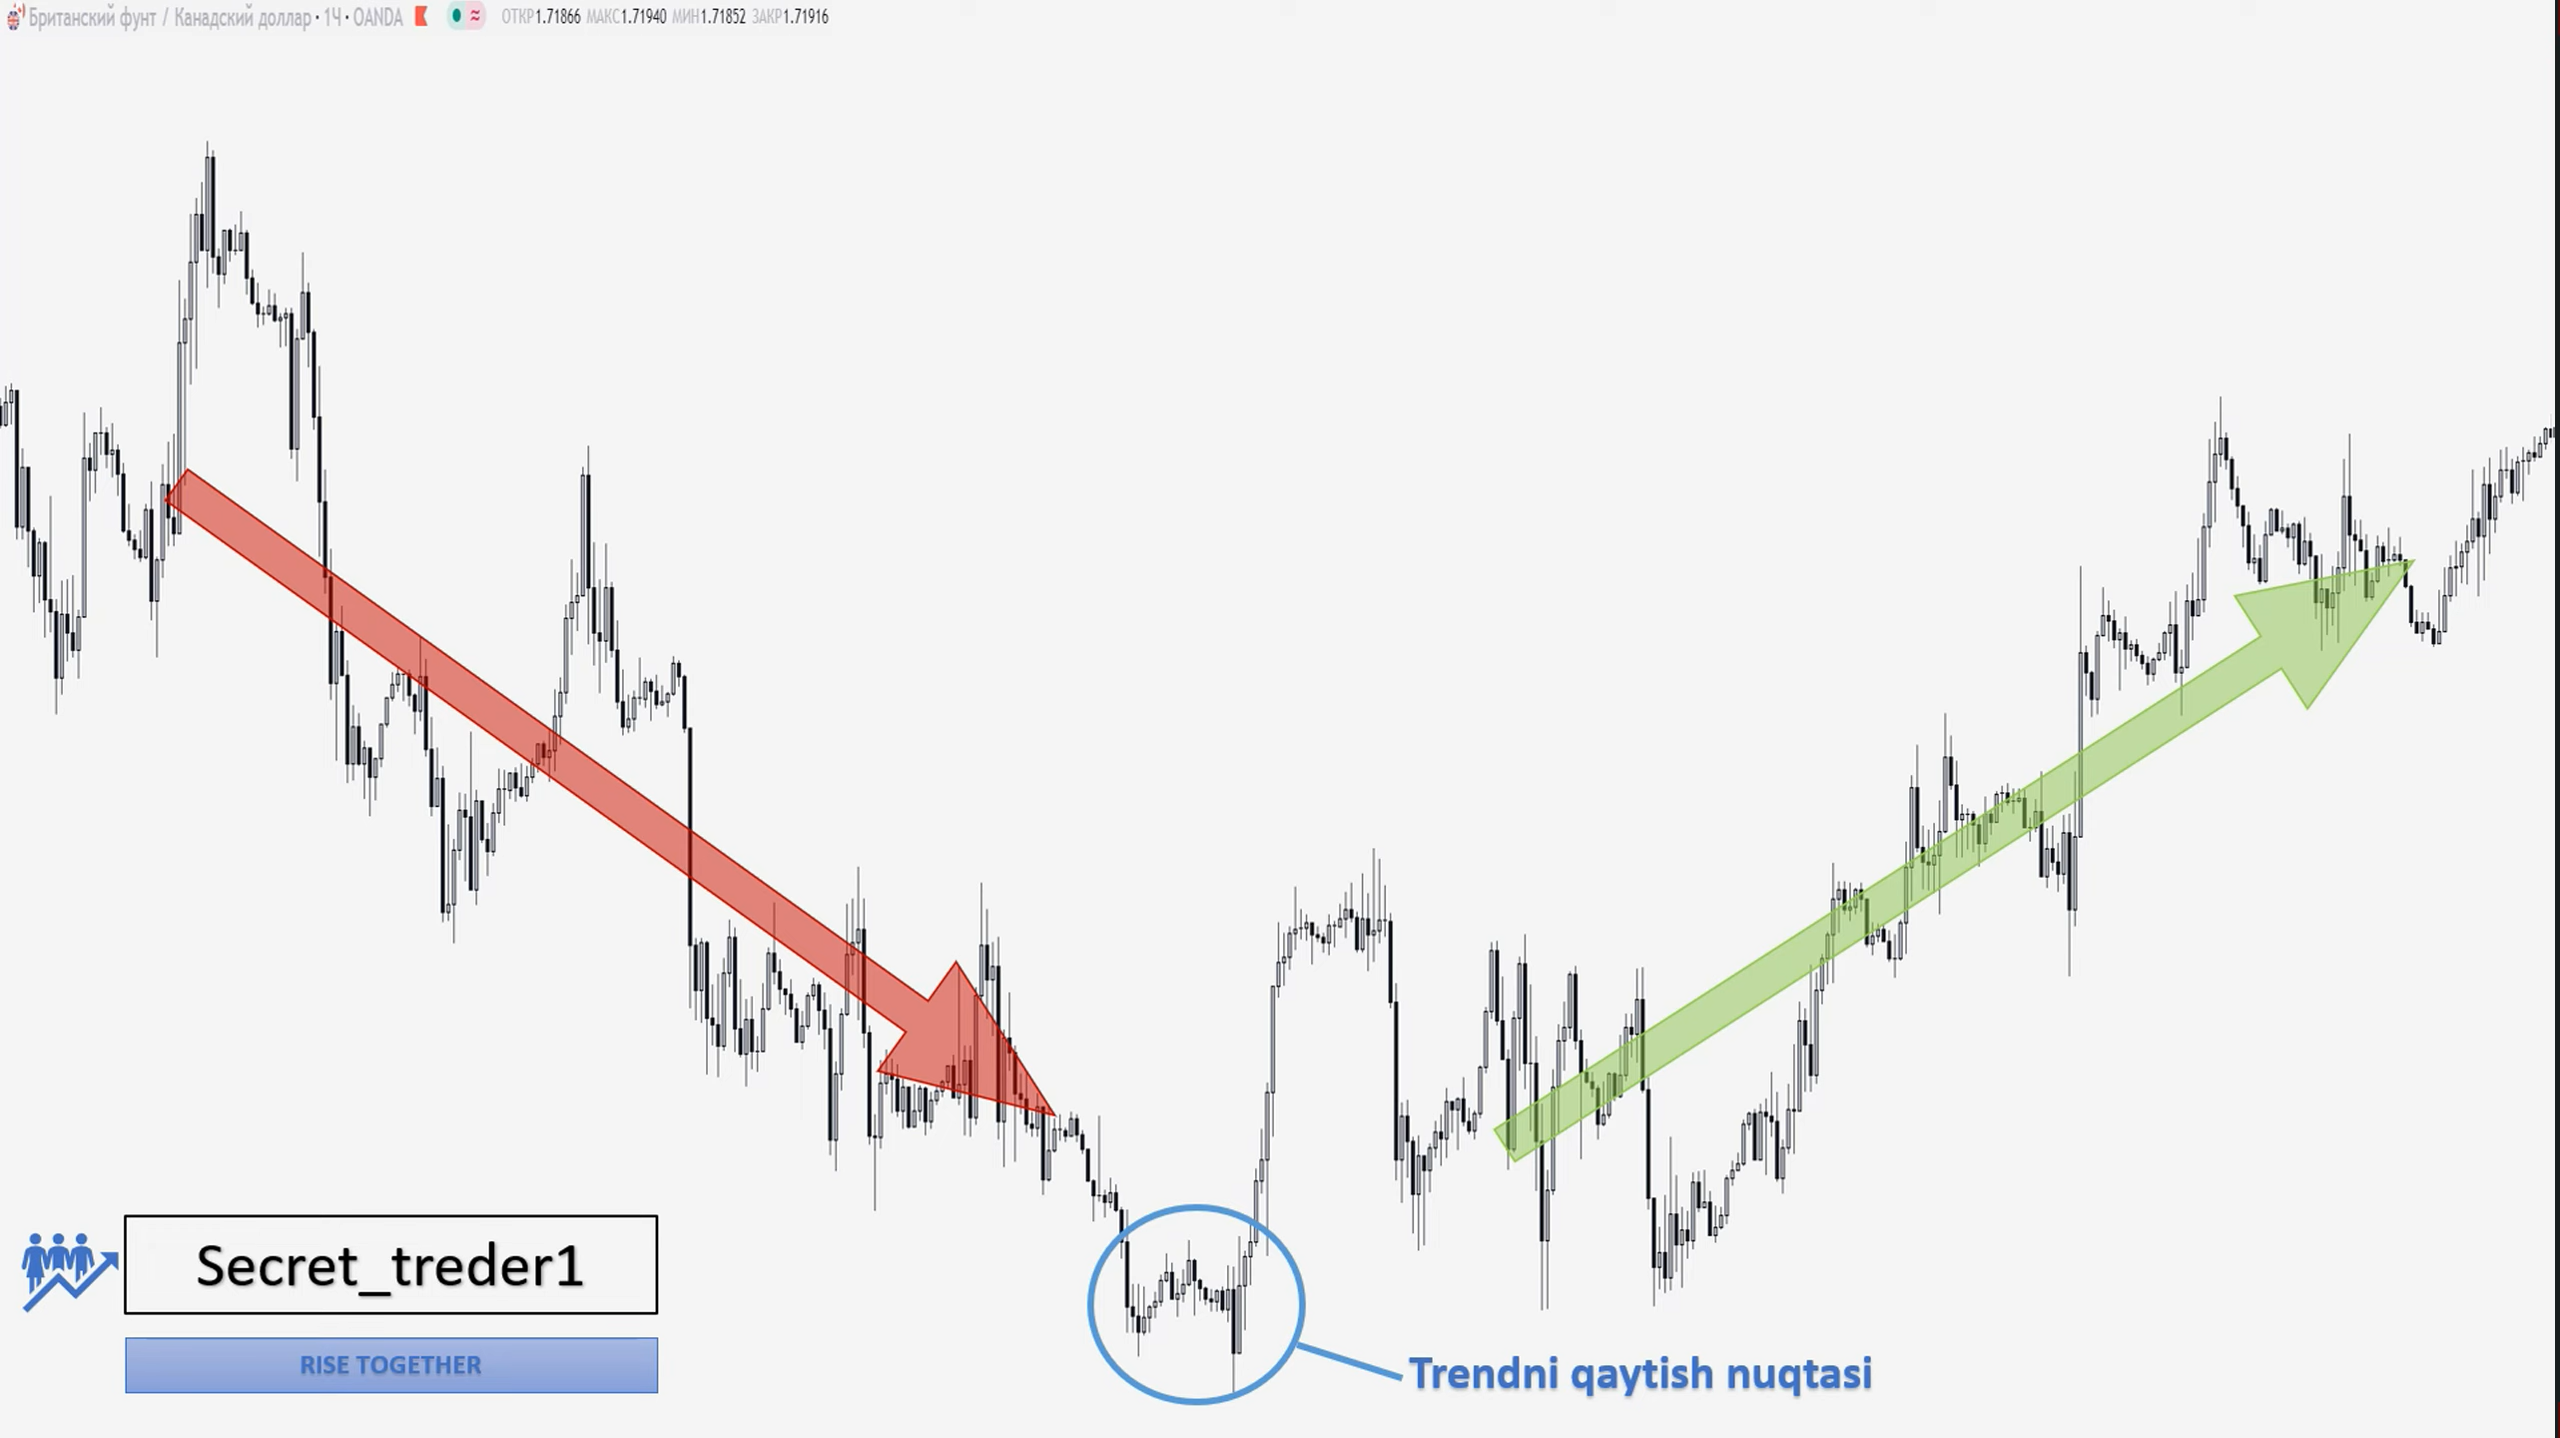 Британский фунт / Канадский доллар · 1Ч · OANDA ОТКР1.71866 МАКС1.71940 МИН1.71852 ЗАКР1.71916
Secret_treder1
RISE TOGETHER
Trendni qaytish nuqtasi